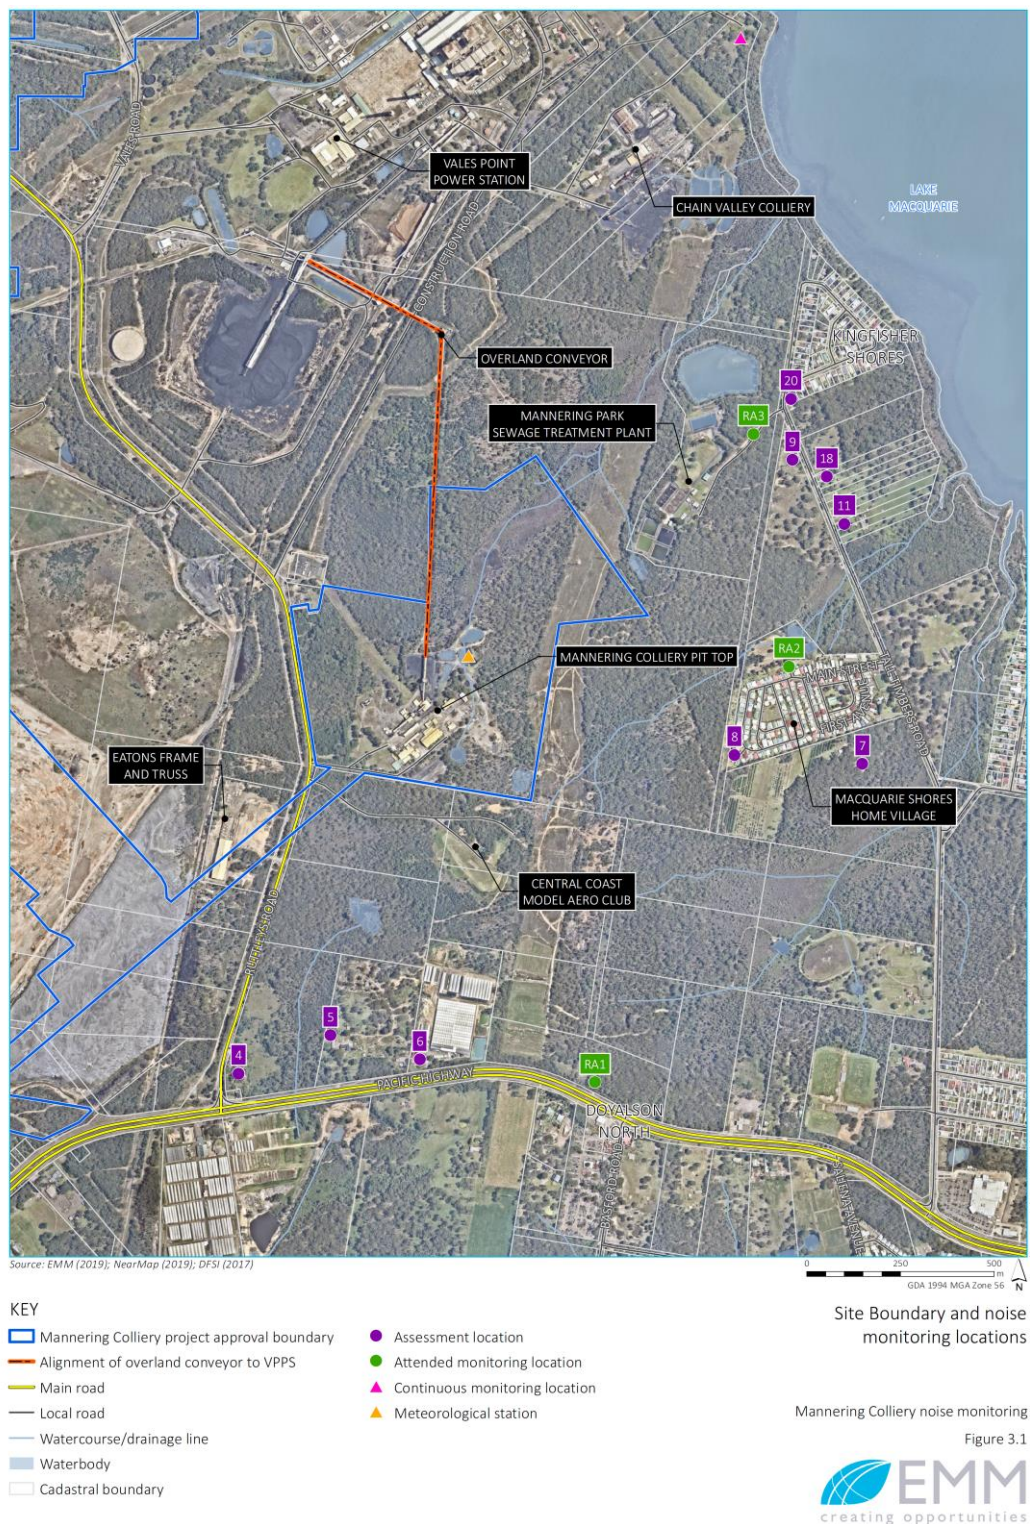 VALES ROAD
VALES POINT
POWER STATION
CHAIN VALLEY COLLIERY
LAKE
MACQUARIE
CONSTRUCTION ROAD
KINGFISHER
SHORES
OVERLAND CONVEYOR
20
MANNERING PARK
SEWAGE TREATMENT PLANT
RA3
9
18
11
MANNERING COLLIERY PIT TOP
RA2
MAIN STREET
TALL TIMBERS ROAD
8
7
EATONS FRAME
AND TRUSS
MACQUARIE SHORES
HOME VILLAGE
CENTRAL COAST
MODEL AERO CLUB
RUTTLEYS ROAD
5
6
4
RA1
PACIFIC HIGHWAY
DOYALSON
NORTH
Source: EMM (2019); NearMap (2019); DFSI (2017)
0 250 500
m
GDA 1994 MGA Zone 56
N
KEY
Mannering Colliery project approval boundary
Alignment of overland conveyor to VPPS
Main road
Local road
Watercourse/drainage line
Waterbody
Cadastral boundary
Assessment location
Attended monitoring location
Continuous monitoring location
Meteorological station
Site Boundary and noise
monitoring locations
Mannering Colliery noise monitoring
Figure 3.1
EMM
creating opportunities